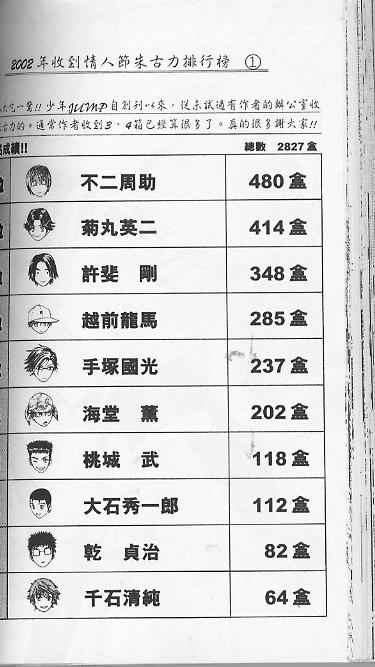 2002年收到情人節朱古力排行榜 ①
大吃一驚!! 少年JUMP自創刊以來，從未試過有作者的辦公室收
古力的。通常作者收到3，4箱已經算很多了。真的很多謝大家!!
成績!! 總數 2827盒
不二周助 480盒
菊丸英二 414盒
許斐 剛 348盒
越前龍馬 285盒
手塚國光 237盒
海堂 薰 202盒
桃城 武 118盒
大石秀一郎 112盒
乾 貞治 82盒
千石清純 64盒